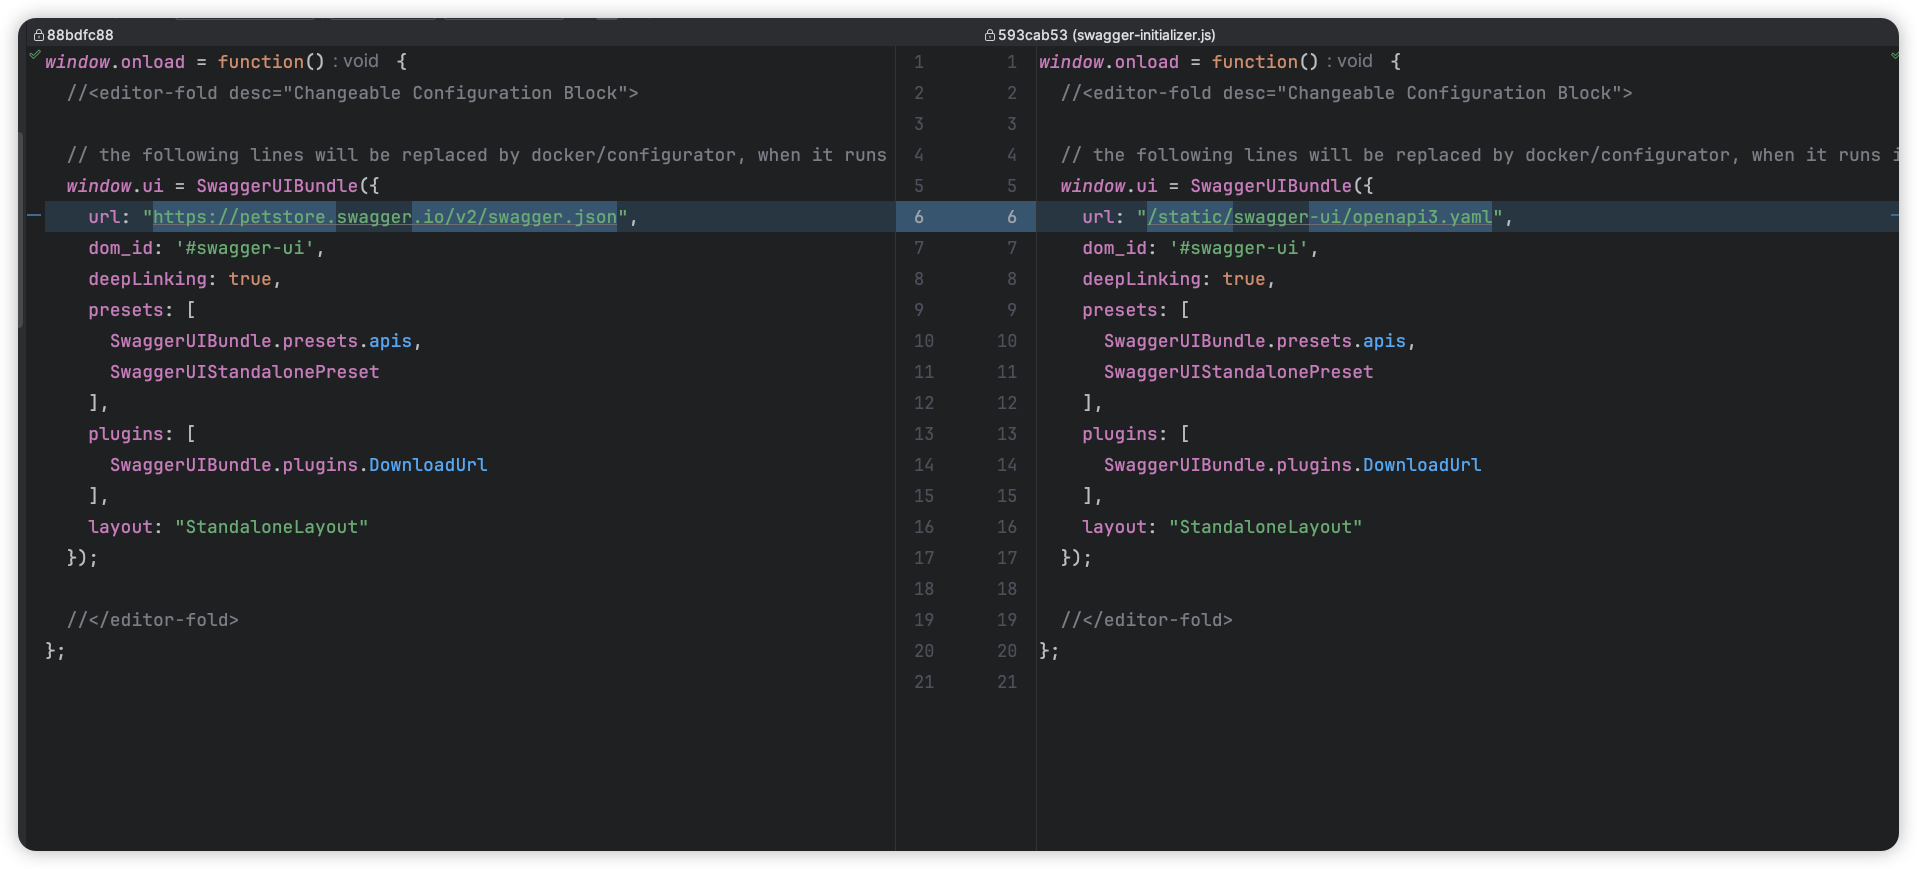 88bdfc88
window.onload = function() : void {
//<editor-fold desc="Changeable Configuration Block">
// the following lines will be replaced by docker/configurator, when it runs
window.ui = SwaggerUIBundle({
url: "https://petstore.swagger.io/v2/swagger.json",
dom_id: '#swagger-ui',
deepLinking: true,
presets: [
SwaggerUIBundle.presets.apis,
SwaggerUIStandalonePreset
],
plugins: [
SwaggerUIBundle.plugins.DownloadUrl
],
layout: "StandaloneLayout"
});
//</editor-fold>
};
1 1
2 2
3 3
4 4
5 5
6 6
7 7
8 8
9 9
10 10
11 11
12 12
13 13
14 14
15 15
16 16
17 17
18 18
19 19
20 20
21 21
593cab53 (swagger-initializer.js)
window.onload = function() : void {
//<editor-fold desc="Changeable Configuration Block">
// the following lines will be replaced by docker/configurator, when it runs i
window.ui = SwaggerUIBundle({
url: "/static/swagger-ui/openapi3.yaml",
dom_id: '#swagger-ui',
deepLinking: true,
presets: [
SwaggerUIBundle.presets.apis,
SwaggerUIStandalonePreset
],
plugins: [
SwaggerUIBundle.plugins.DownloadUrl
],
layout: "StandaloneLayout"
});
//</editor-fold>
};